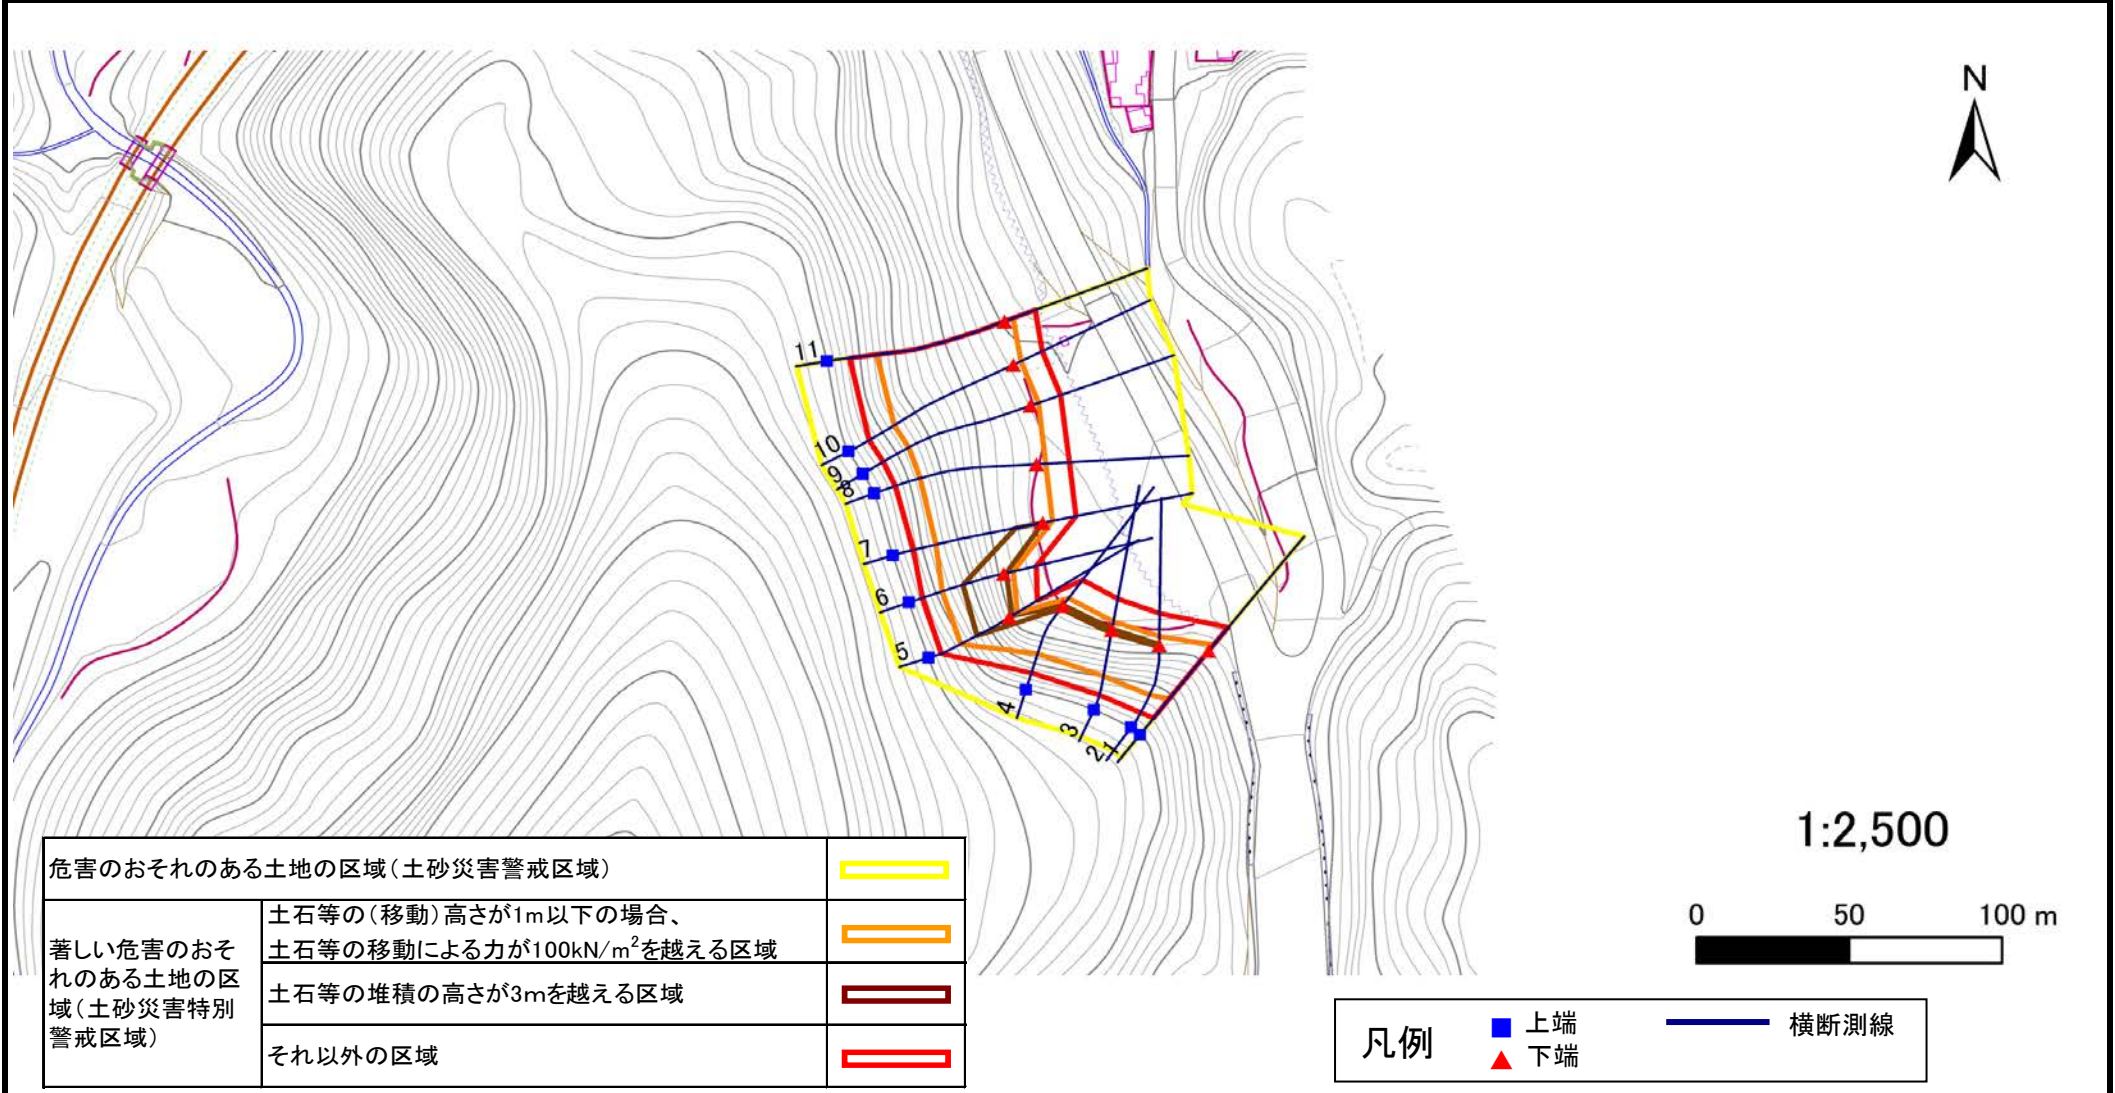 N
11
10
9
8
7
6
5
4
3
2
1
1:2,500
0 50 100 m
危害のおそれのある土地の区域(土砂災害警戒区域)
著しい危害のおそ
れのある土地の区
域(土砂災害特別
警戒区域)
土石等の(移動)高さが1m以下の場合、
土石等の移動による力が100kN/m²を越える区域
土石等の堆積の高さが3mを越える区域
それ以外の区域
凡例
上端
下端
横断測線